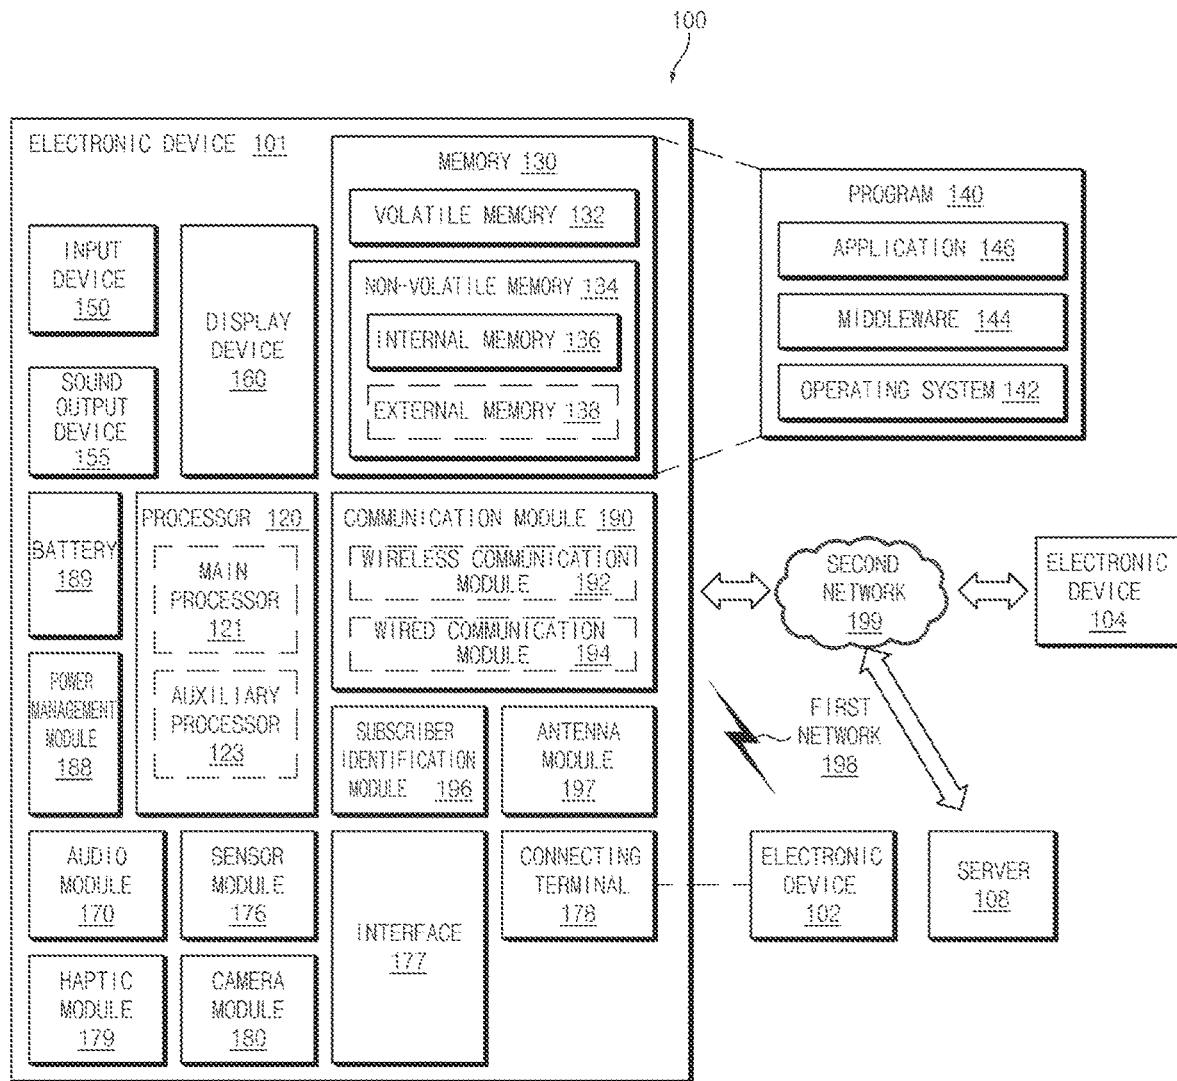 100
ELECTRONIC DEVICE 101
MEMORY 130
VOLATILE MEMORY 132
NON-VOLATILE MEMORY 134
INTERNAL MEMORY 136
EXTERNAL MEMORY 138
PROGRAM 140
APPLICATION 146
MIDDLEWARE 144
OPERATING SYSTEM 142
INPUT
DEVICE
150
DISPLAY
DEVICE
160
SOUND
OUTPUT
DEVICE
155
BATTERY
189
PROCESSOR 120
MAIN
PROCESSOR
121
AUXILIARY
PROCESSOR
123
POWER
MANAGEMENT
MODULE
188
COMMUNICATION MODULE 190
WIRELESS COMMUNICATION
MODULE 192
WIRED COMMUNICATION
MODULE 194
SUBSCRIBER
IDENTIFICATION
MODULE 196
ANTENNA
MODULE
197
SECOND
NETWORK
199
ELECTRONIC
DEVICE
104
FIRST
NETWORK
198
AUDIO
MODULE
170
SENSOR
MODULE
176
INTERFACE
177
CONNECTING
TERMINAL
178
ELECTRONIC
DEVICE
102
SERVER
108
HAPTIC
MODULE
179
CAMERA
MODULE
180